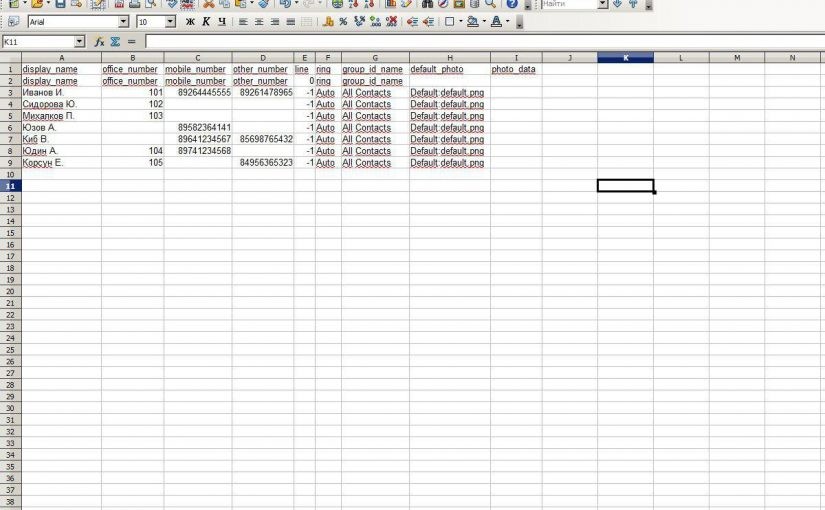 Найти
Arial 10 Ж К Ч
K11
A B C D E F G H I J K L M N
1 display_name office_number mobile_number other_number line ring group_id_name default_photo photo_data
2 display_name office_number mobile_number other_number 0 ring group_id_name
3 Иванов И. 101 89264445555 89261478965 -1 Auto All Contacts Default:default.png
4 Сидорова Ю. 102 -1 Auto All Contacts Default:default.png
5 Михалков П. 103 -1 Auto All Contacts Default:default.png
6 Юзов А. 89582364141 -1 Auto All Contacts Default:default.png
7 Киб В. 89641234567 85698765432 -1 Auto All Contacts Default:default.png
8 Юдин А. 104 89741234568 -1 Auto All Contacts Default:default.png
9 Корсун Е. 105 84956365323 -1 Auto All Contacts Default:default.png
10
11
12
13
14
15
16
17
18
19
20
21
22
23
24
25
26
27
28
29
30
31
32
33
34
35
36
37
38